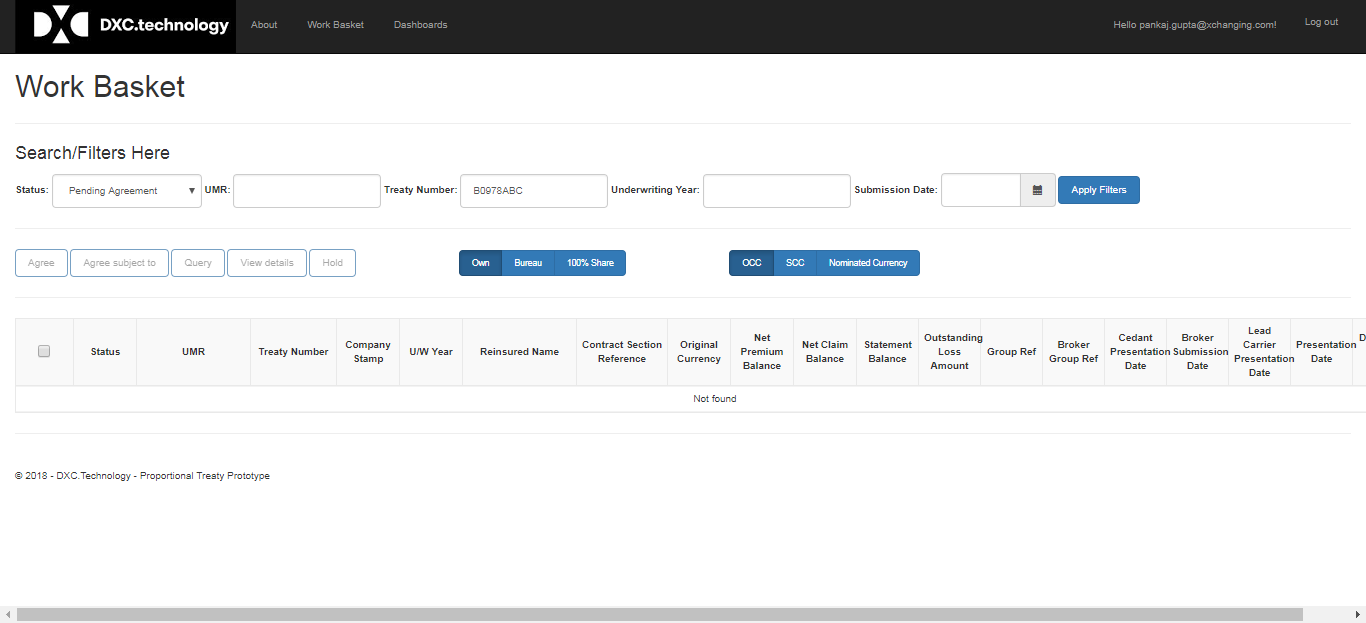 DXC.technology
About Work Basket Dashboards Hello pankaj.gupta@xchanging.com! Log out
Work Basket
Search/Filters Here
Status: Pending Agreement UMR: Treaty Number: B0978ABC Underwriting Year: Submission Date: Apply Filters
Agree Agree subject to Query View details Hold Own Bureau 100% Share OCC SCC Nominated Currency
Status
UMR
Treaty Number
Company
Stamp
U/W Year
Reinsured Name
Contract Section
Reference
Original
Currency
Net
Premium
Balance
Net Claim
Balance
Statement
Balance
Outstanding
Loss
Amount
Group Ref
Broker
Group Ref
Cedant
Presentation
Date
Broker
Submission
Date
Lead
Carrier
Presentation
Date
Presentation
Date
D
Not found
© 2018 - DXC.Technology - Proportional Treaty Prototype